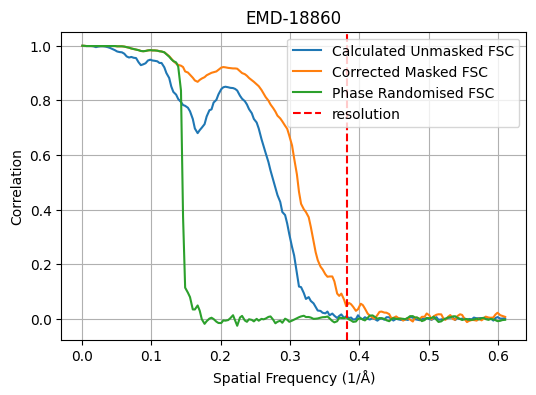 EMD-18860
Calculated Unmasked FSC
Corrected Masked FSC
Phase Randomised FSC
resolution
Correlation
1.0
0.8
0.6
0.4
0.2
0.0
0.0 0.1 0.2 0.3 0.4 0.5 0.6
Spatial Frequency (1/Å)